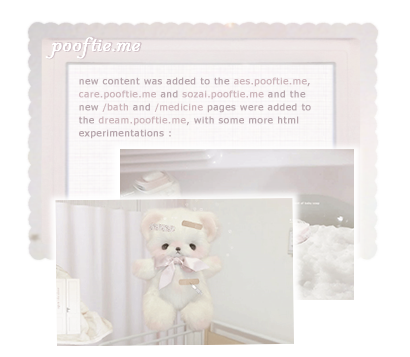 pooftie.me
new content was added to the aes.pooftie.me,
care.pooftie.me and sozai.pooftie.me and the
new /bath and /medicine pages were added to
the dream.pooftie.me, with some more html
experimentations :